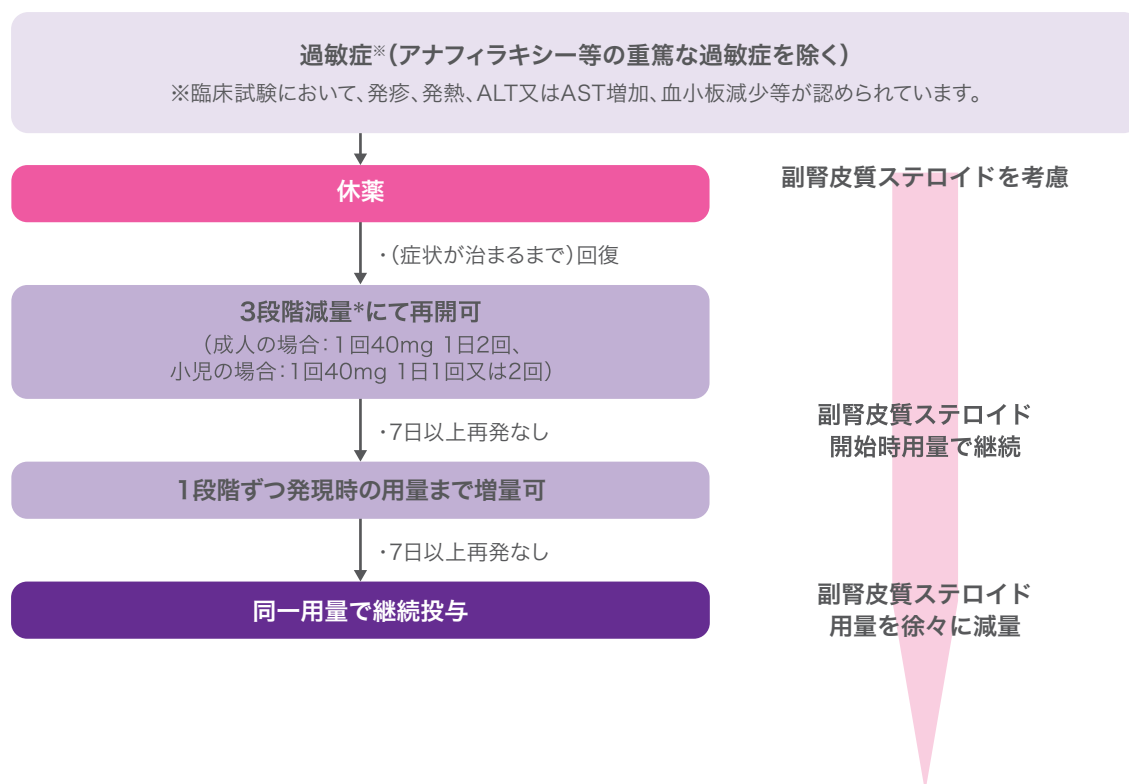 過敏症※（アナフィラキシー等の重篤な過敏症を除く）
※臨床試験において、発疹、発熱、ALT又はAST増加、血小板減少等が認められています。
休薬
副腎皮質ステロイドを考慮
・（症状が治まるまで）回復
3段階減量*にて再開可
（成人の場合：1回40mg 1日2回、
小児の場合：1回40mg 1日1回又は2回）
・7日以上再発なし
副腎皮質ステロイド
開始時用量で継続
1段階ずつ発現時の用量まで増量可
・7日以上再発なし
同一用量で継続投与
副腎皮質ステロイド
用量を徐々に減量